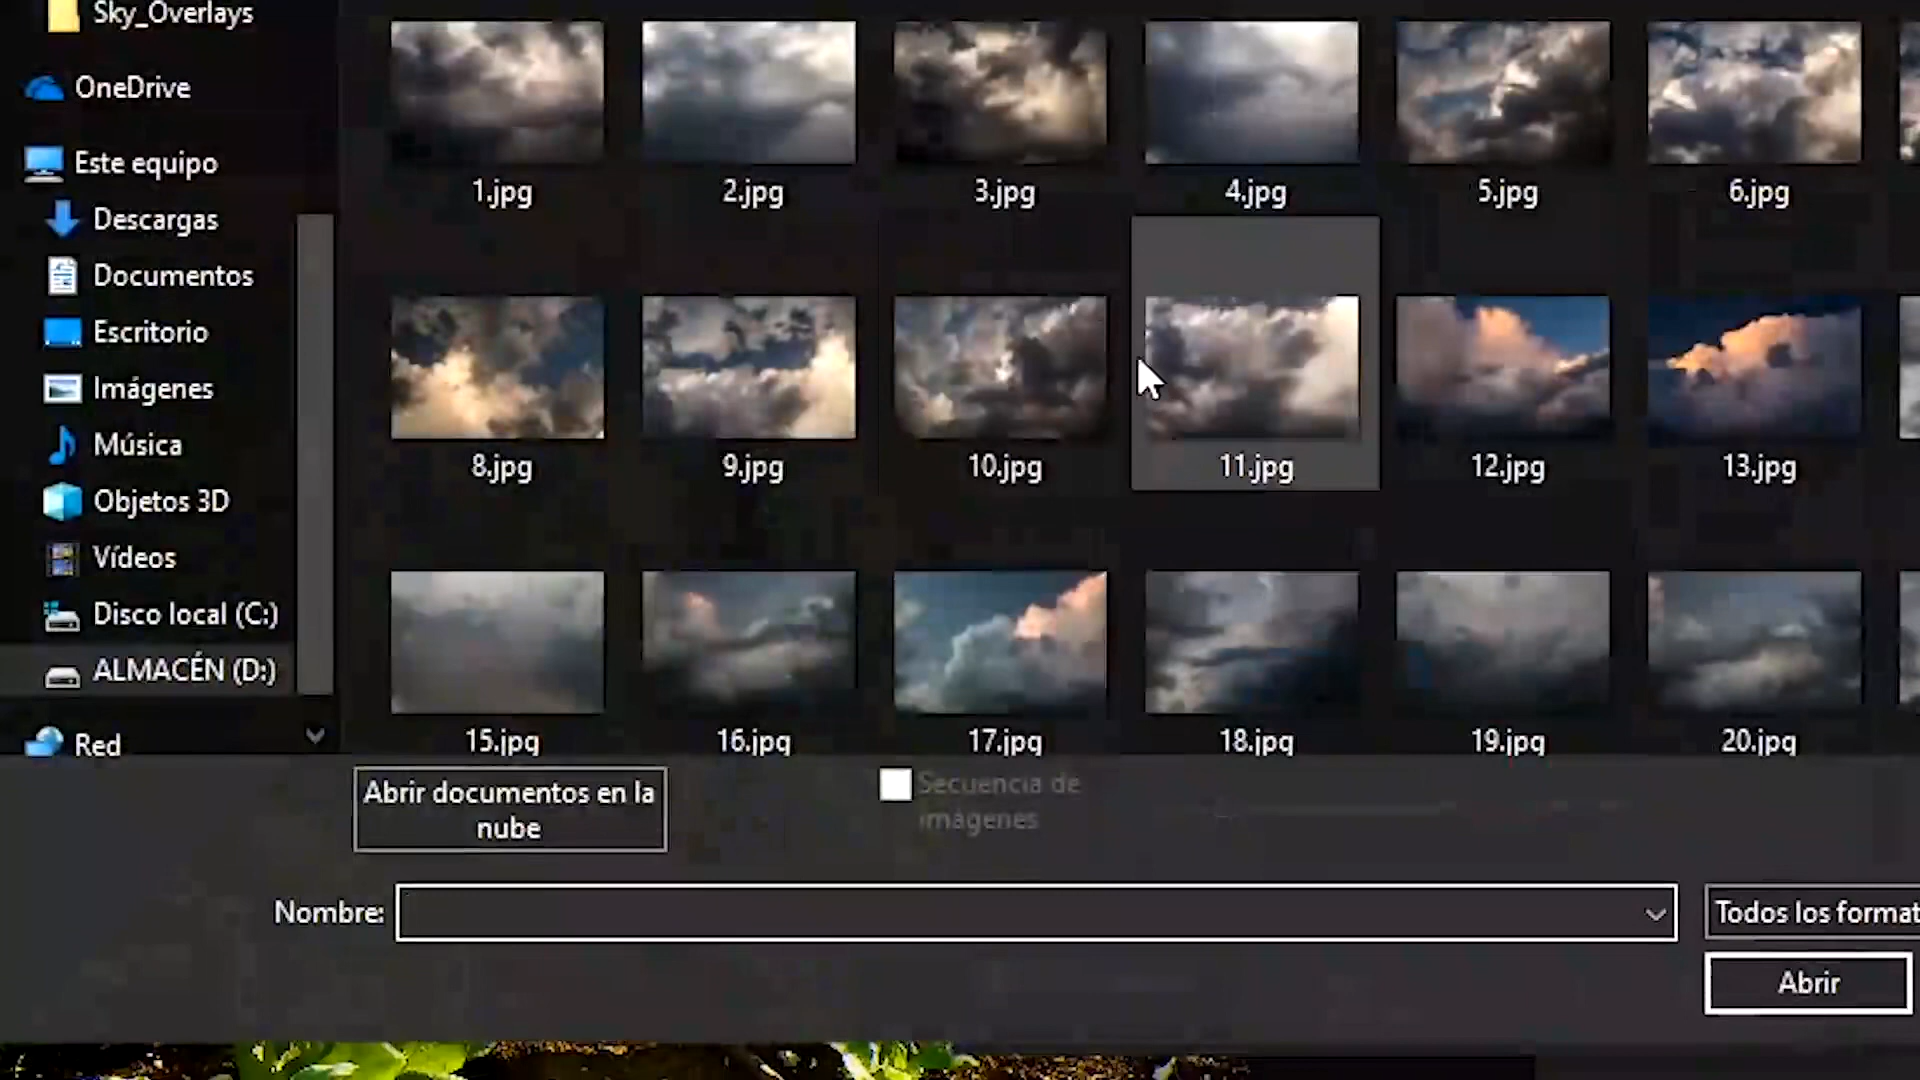 Sky_Overlays
OneDrive
Este equipo
Descargas
Documentos
Escritorio
Imágenes
Música
Objetos 3D
Vídeos
Disco local (C:)
ALMACÉN (D:)
Red
1.jpg
2.jpg
3.jpg
4.jpg
5.jpg
6.jpg
8.jpg
9.jpg
10.jpg
11.jpg
12.jpg
13.jpg
15.jpg
16.jpg
17.jpg
18.jpg
19.jpg
20.jpg
Abrir documentos en la
nube
Secuencia de
imágenes
Nombre:
Todos los format
Abrir